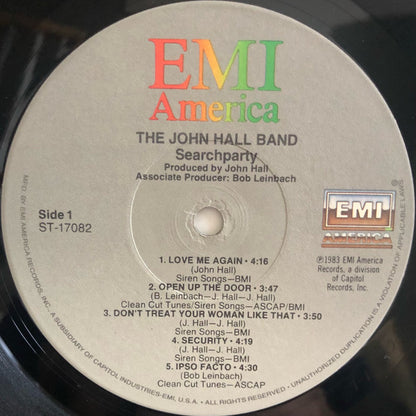 EMI
America
THE JOHN HALL BAND
Searchparty
Produced by John Hall
Associate Producer: Bob Leinbach
Side 1
ST-17082
EMI
AMERICA
℗1983 EMI America
Records, a division
of Capitol
Records, Inc.
1. LOVE ME AGAIN • 4:16
(John Hall)
Siren Songs—BMI
2. OPEN UP THE DOOR • 3:47
(B. Leinbach—J. Hall—J. Hall)
Clean Cut Tunes/Siren Songs—ASCAP/BMI
3. DON'T TREAT YOUR WOMAN LIKE THAT • 3:50
(J. Hall—J. Hall)
Siren Songs—BMI
4. SECURITY • 4:19
(J. Hall—J. Hall)
Siren Songs—BMI
5. IPSO FACTO • 4:30
(Bob Leinbach)
Clean Cut Tunes—ASCAP
MF'D. BY EMI AMERICA RECORDS, INC., A SUBSIDIARY OF CAPITOL INDUSTRIES-EMI, U.S.A. ALL RIGHTS RESERVED. UNAUTHORIZED DUPLICATION IS A VIOLATION OF APPLICABLE LAWS.